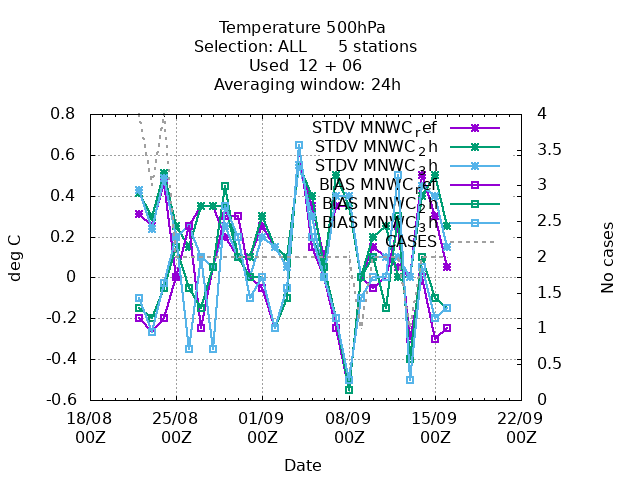 Temperature 500hPa
Selection: ALL 5 stations
Used 12 + 06
Averaging window: 24h
0.8
0.6
0.4
0.2
0
-0.2
-0.4
-0.6
4
3.5
3
2.5
2
1.5
1
0.5
0
deg C
No cases
STDV MNWC_ref
STDV MNWC_2h
STDV MNWC_3h
BIAS MNWC_ref
BIAS MNWC_2h
BIAS MNWC_3h
CASES
18/08 25/08 01/09 08/09 15/09 22/09
00Z 00Z 00Z 00Z 00Z 00Z
Date